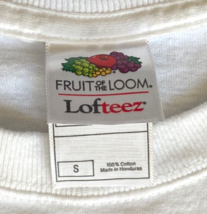 FRUIT OF THE LOOM®
Lofteez®
S
100% Cotton
Made in Honduras